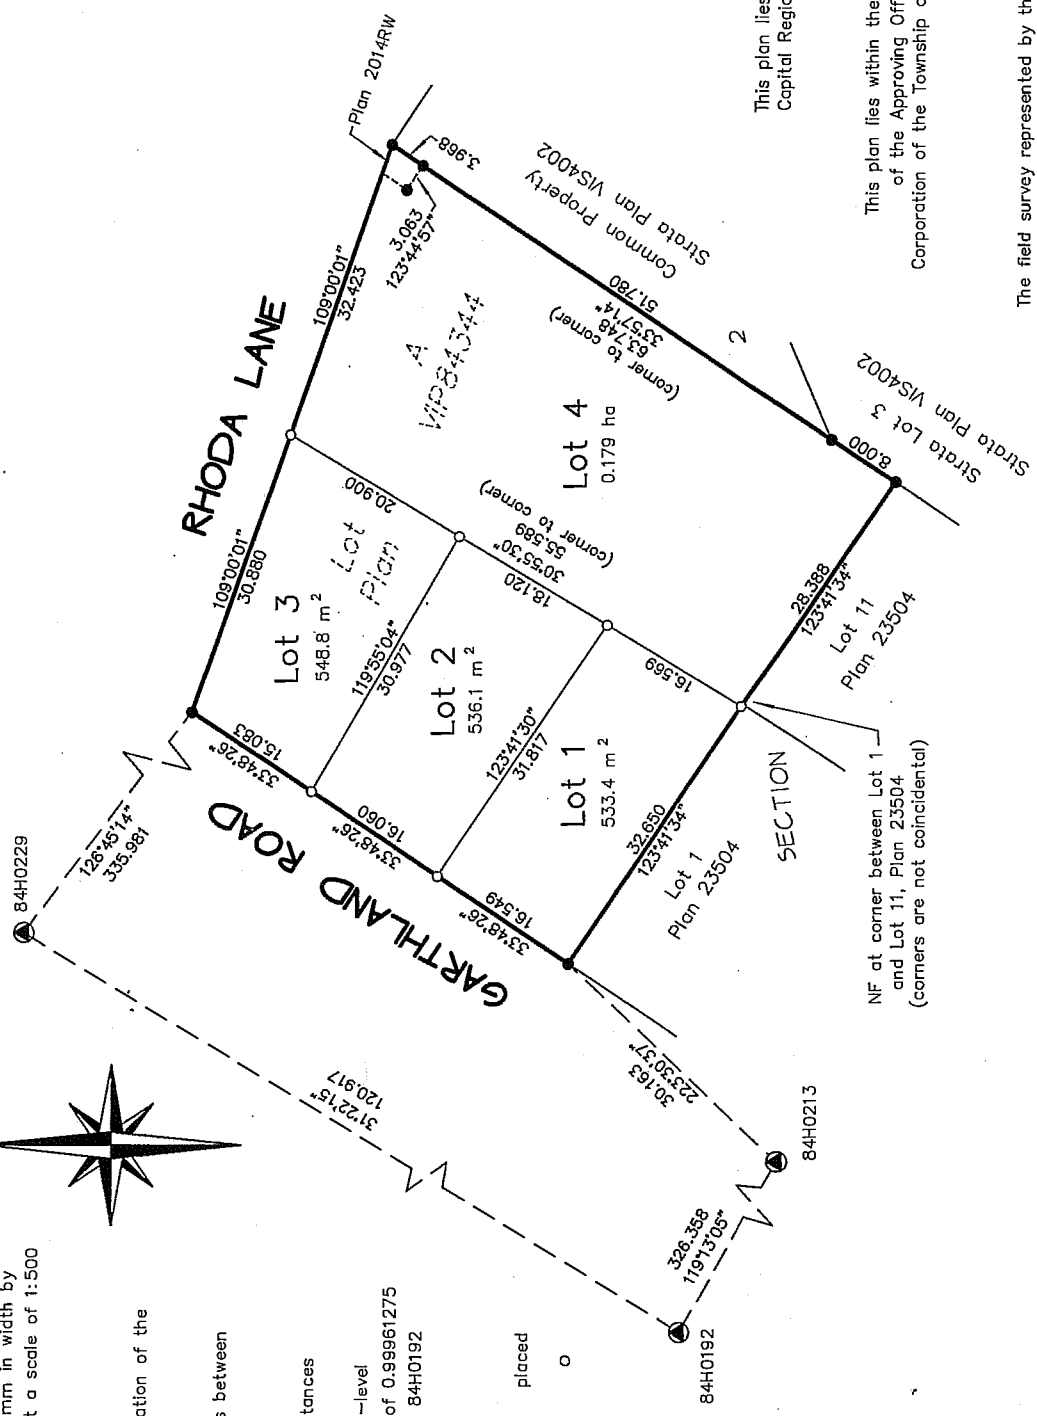 mm in width by
t a scale of 1:500
ation of the
s between
tances
-level
of 0.99961275
84H0192
placed
84H0229
126°45'14"
335.981
31°22'15"
120.917
84H0192
326.358
119°13'05"
84H0213
30.163
223°30'37"
GARTHLAND ROAD
33°48'26"
15.083
33°48'26"
16.060
33°48'26"
16.549
RHODA LANE
109°00'01"
30.880
109°00'01"
32.423
Plan 2014RW
3.968
3.063
123°44'57"
Lot 3
548.8 m²
Lot
Plan
A
VIP84344
20.900
119°55'04"
30.977
Lot 2
536.1 m²
18.120
30°55'30"
55.589
(corner to corner)
123°41'30"
31.817
Lot 1
533.4 m²
16.569
Lot 4
0.179 ha
51.780
33°57'14"
63.748
(corner to corner)
Common Property
Strata Plan VIS4002
2
8.000
Strata Lot 3
Strata Plan VIS4002
28.388
123°41'34"
Lot 11
Plan 23504
32.650
123°41'34"
Lot 1
Plan 23504
SECTION
NF at corner between Lot 1
and Lot 11, Plan 23504
(corners are not coincidental)
This plan lies
Capital Regio
This plan lies within the
of the Approving Off
Corporation of the Township o
The field survey represented by th